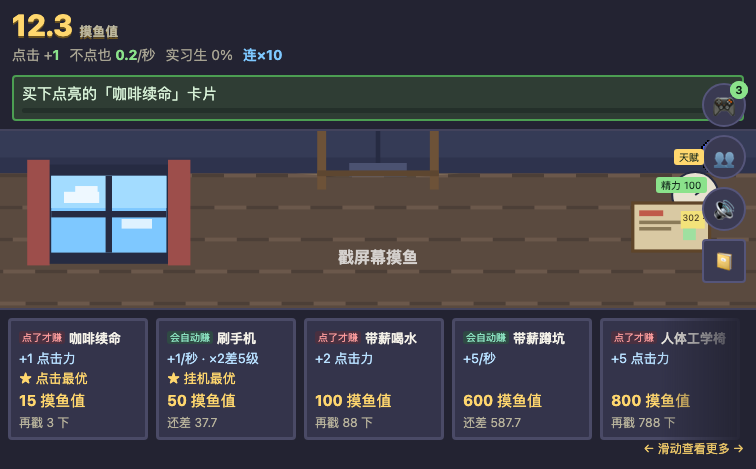 12.3 摸鱼值
点击 +1 不点也 0.2/秒 实习生 0% 连×10
买下点亮的「咖啡续命」卡片
3
天赋
精力 100
302
戳屏幕摸鱼
点了才赚 咖啡续命
+1 点击力
★ 点击最优
15 摸鱼值
再戳 3 下
会自动赚 刷手机
+1/秒 · ×2差5级
★ 挂机最优
50 摸鱼值
还差 37.7
点了才赚 带薪喝水
+2 点击力
100 摸鱼值
再戳 88 下
会自动赚 带薪蹲坑
+5/秒
600 摸鱼值
还差 587.7
点了才赚 人体工学椅
+5 点击力
800 摸鱼值
再戳 788 下
← 滑动查看更多 →